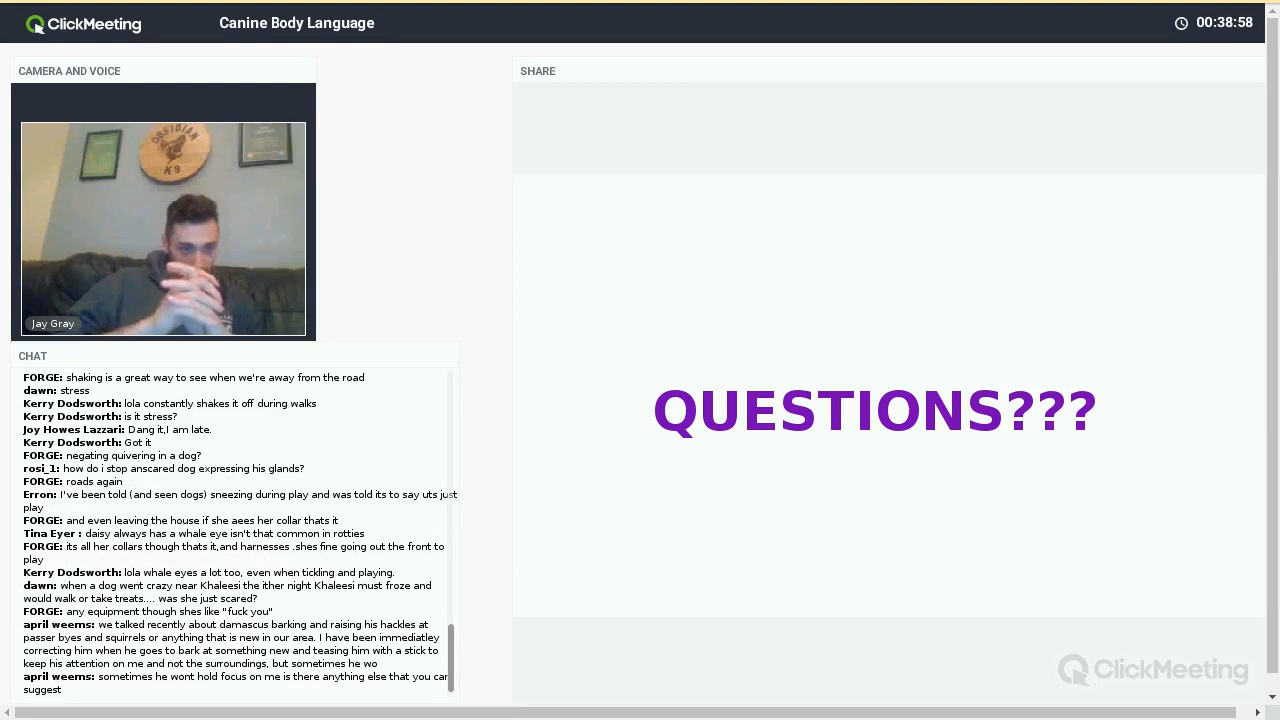 ClickMeeting
Canine Body Language
00:38:58
CAMERA AND VOICE
OBSIDIAN
K9
Jay Gray
CHAT
FORGE: shaking is a great way to see when we're away from the road
dawn: stress
Kerry Dodsworth: lola constantly shakes it off during walks
Kerry Dodsworth: is it stress?
Joy Howes Lazzari: Dang it,I am late.
Kerry Dodsworth: Got it
FORGE: negating quivering in a dog?
rosi_1: how do i stop anscared dog expressing his glands?
FORGE: roads again
Erron: I've been told (and seen dogs) sneezing during play and was told its to say uts just
play
FORGE: and even leaving the house if she aees her collar thats it
Tina Eyer : daisy always has a whale eye isn't that common in rotties
FORGE: its all her collars though thats it,and harnesses .shes fine going out the front to
play
Kerry Dodsworth: lola whale eyes a lot too, even when tickling and playing.
dawn: when a dog went crazy near Khaleesi the ither night Khaleesi must froze and
would walk or take treats.... was she just scared?
FORGE: any equipment though shes like "fuck you"
april weems: we talked recently about damascus barking and raising his hackles at
passer byes and squirrels or anything that is new in our area. I have been immediatley
correcting him when he goes to bark at something new and teasing him with a stick to
keep his attention on me and not the surroundings, but sometimes he wo
april weems: sometimes he wont hold focus on me is there anything else that you can
suggest
SHARE
QUESTIONS???
ClickMeeting